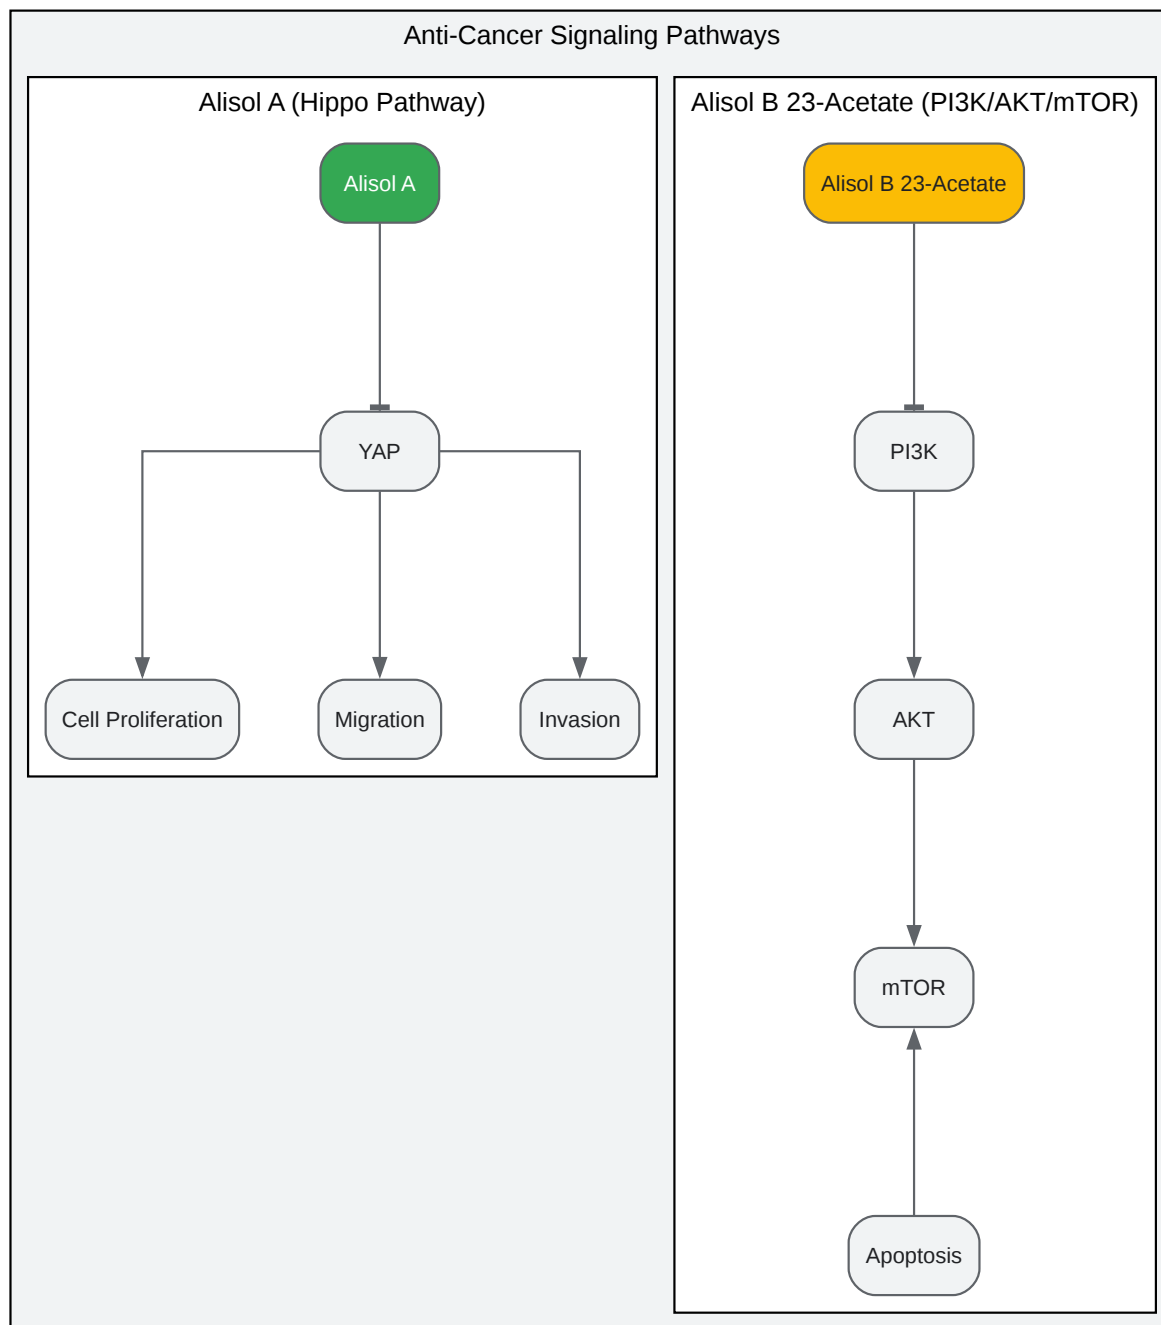 Anti-Cancer Signaling Pathways
Alisol A (Hippo Pathway)
Alisol A
YAP
Cell Proliferation
Migration
Invasion
Alisol B 23-Acetate (PI3K/AKT/mTOR)
Alisol B 23-Acetate
PI3K
AKT
mTOR
Apoptosis